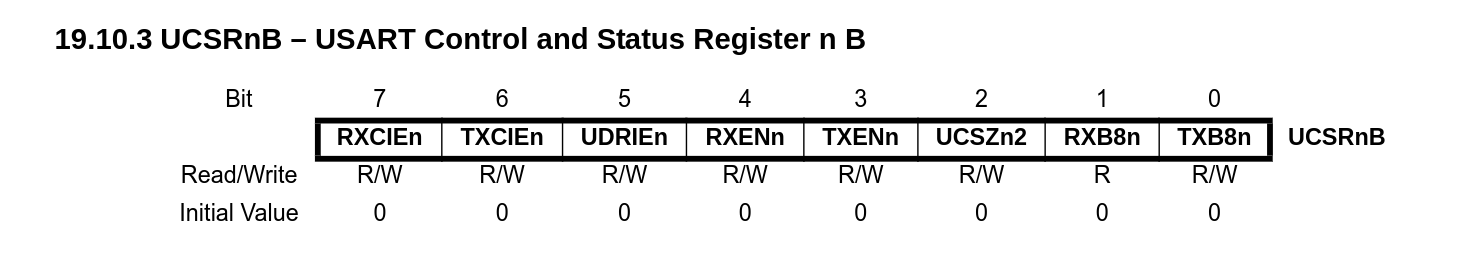 19.10.3 UCSRnB – USART Control and Status Register n B
Bit 7 6 5 4 3 2 1 0
RXCIEn TXCIEn UDRIEn RXENn TXENn UCSZn2 RXB8n TXB8n UCSRnB
Read/Write R/W R/W R/W R/W R/W R/W R R/W
Initial Value 0 0 0 0 0 0 0 0